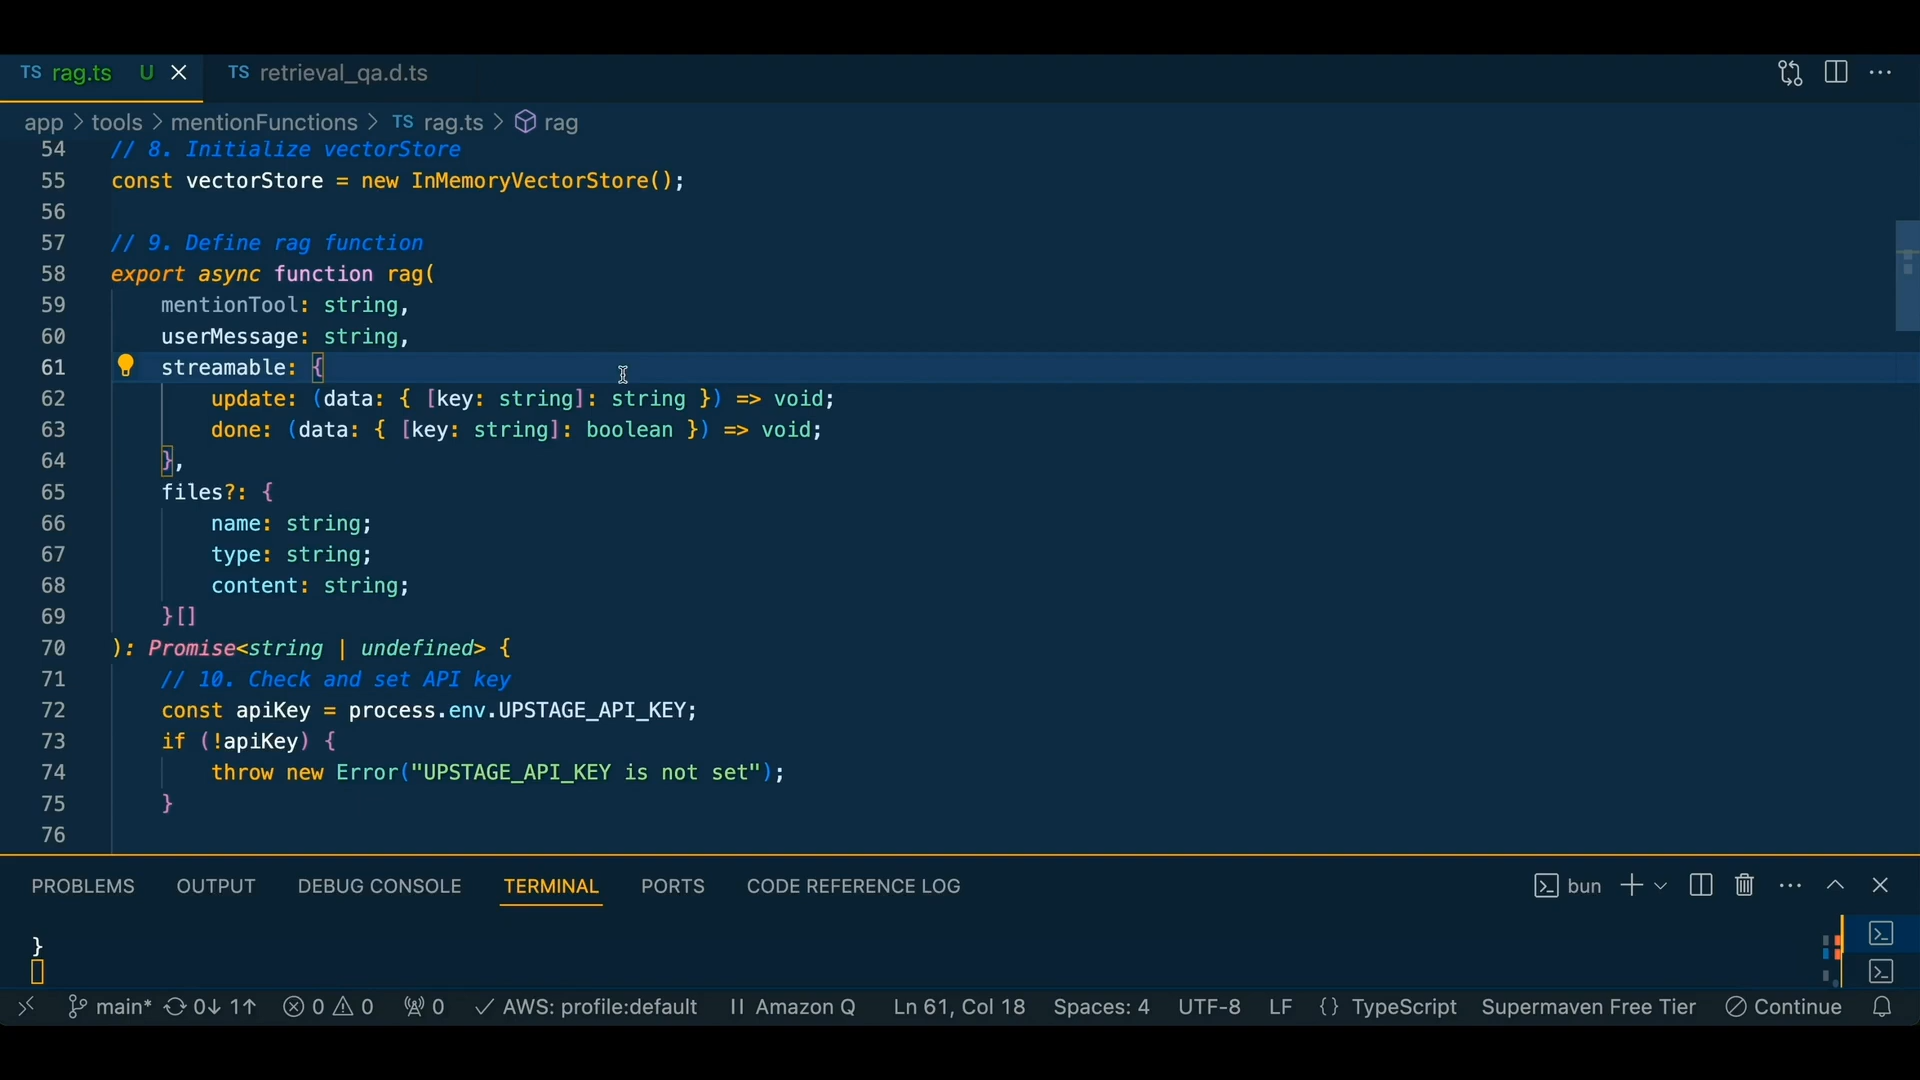 TS rag.ts U TS retrieval_qa.d.ts
app > tools > mentionFunctions > TS rag.ts > rag
54 // 8. Initialize vectorStore
55 const vectorStore = new InMemoryVectorStore();
56
57 // 9. Define rag function
58 export async function rag(
59 mentionTool: string,
60 userMessage: string,
61 streamable: {
62 update: (data: { [key: string]: string }) => void;
63 done: (data: { [key: string]: boolean }) => void;
64 },
65 files?: {
66 name: string;
67 type: string;
68 content: string;
69 }[]
70 ): Promise<string | undefined> {
71 // 10. Check and set API key
72 const apiKey = process.env.UPSTAGE_API_KEY;
73 if (!apiKey) {
74 throw new Error("UPSTAGE_API_KEY is not set");
75 }
76
PROBLEMS OUTPUT DEBUG CONSOLE TERMINAL PORTS CODE REFERENCE LOG bun
}
main* 0↓ 1↑ 0 0 0 AWS: profile:default Amazon Q Ln 61, Col 18 Spaces: 4 UTF-8 LF {} TypeScript Supermaven Free Tier Continue